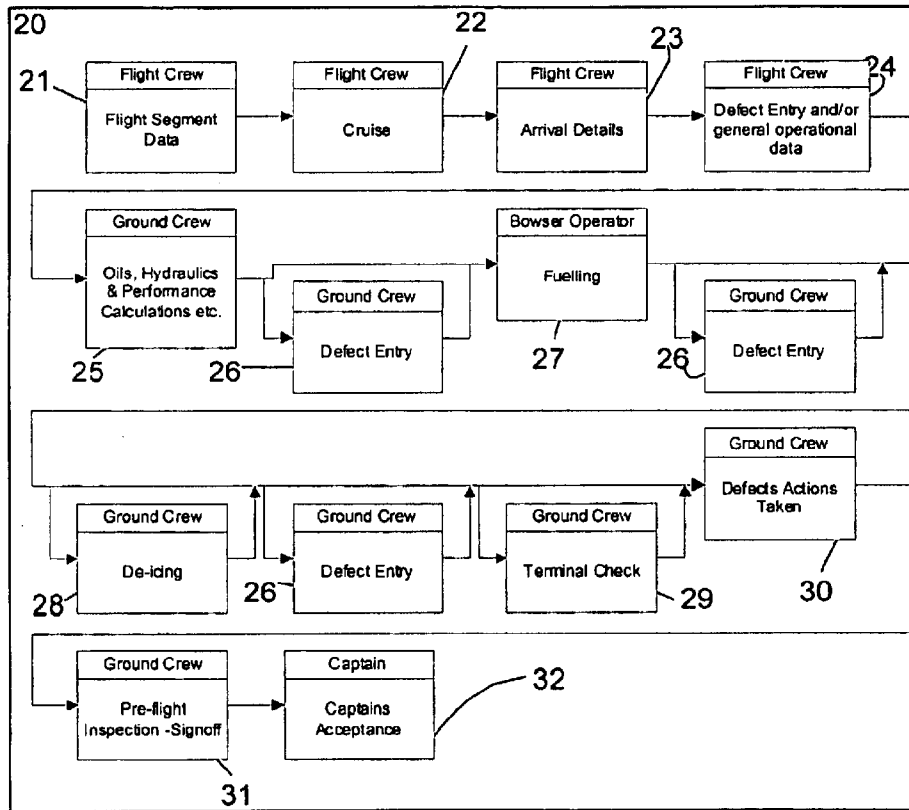 20
21
22
23
24
Flight Crew
Flight Segment
Data
Flight Crew
Cruise
Flight Crew
Arrival Details
Flight Crew
Defect Entry and/or
general operational
data
Ground Crew
Oils, Hydraulics
& Performance
Calculations etc.
25
Ground Crew
Defect Entry
26
Bowser Operator
Fuelling
27
Ground Crew
Defect Entry
26
Ground Crew
De-icing
28
Ground Crew
Defect Entry
26
Ground Crew
Terminal Check
29
Ground Crew
Defects Actions
Taken
30
Ground Crew
Pre-flight
Inspection -Signoff
31
Captain
Captains
Acceptance
32